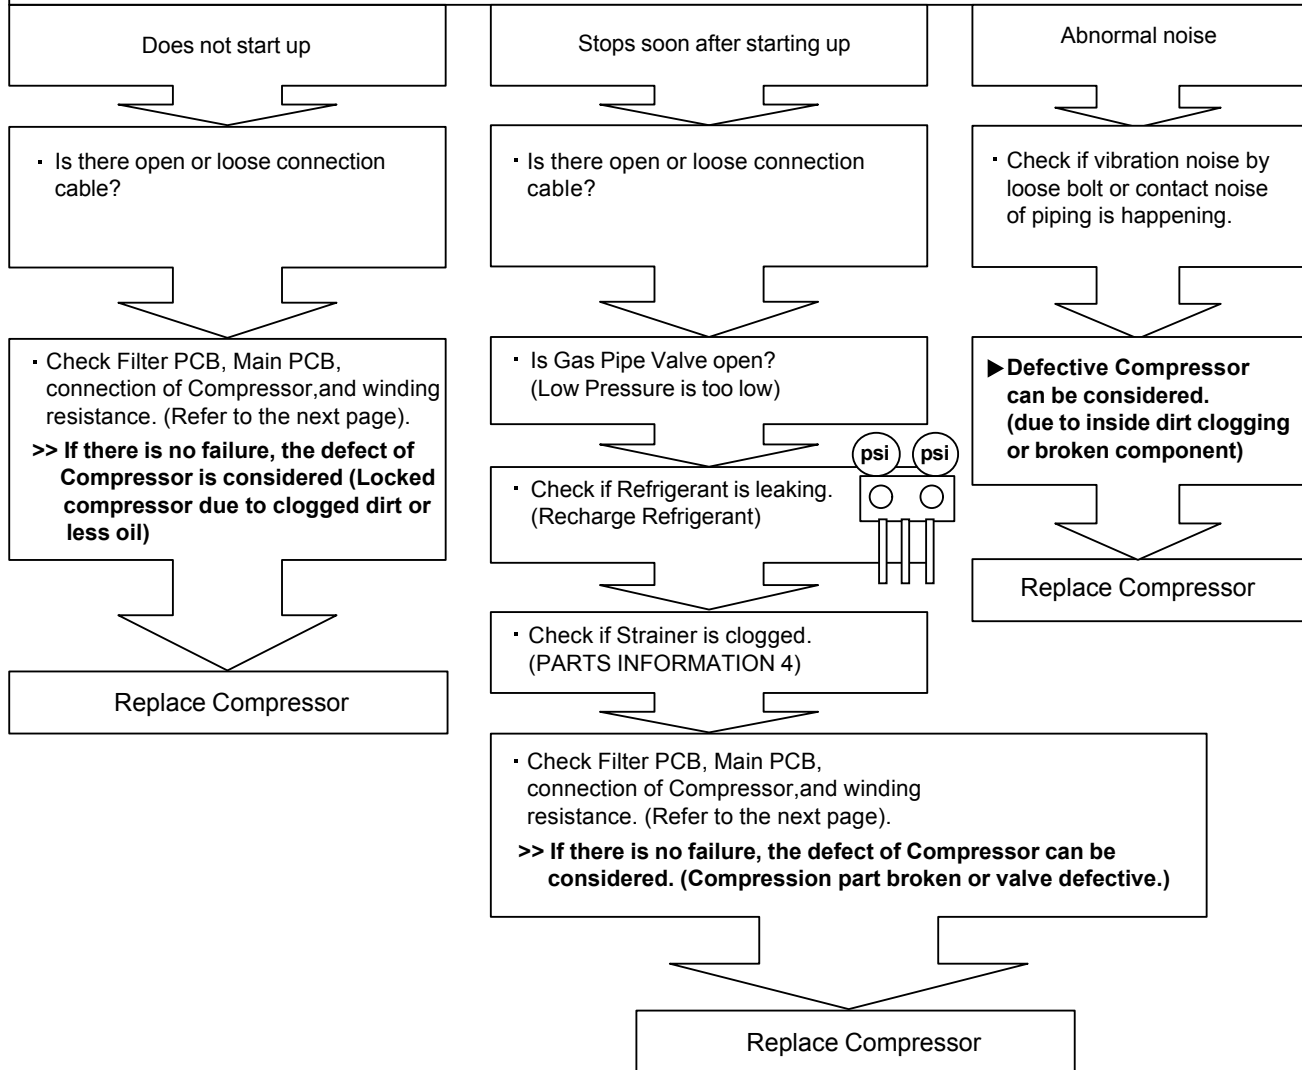 Does not start up
· Is there open or loose connection
cable?
· Check Filter PCB, Main PCB,
connection of Compressor,and winding
resistance. (Refer to the next page).
>> If there is no failure, the defect of
Compressor is considered (Locked
compressor due to clogged dirt or
less oil)
Replace Compressor
Stops soon after starting up
· Is there open or loose connection
cable?
· Is Gas Pipe Valve open?
(Low Pressure is too low)
· Check if Refrigerant is leaking.
(Recharge Refrigerant)
psi psi
· Check if Strainer is clogged.
(PARTS INFORMATION 4)
· Check Filter PCB, Main PCB,
connection of Compressor,and winding
resistance. (Refer to the next page).
>> If there is no failure, the defect of Compressor can be
considered. (Compression part broken or valve defective.)
Replace Compressor
Abnormal noise
· Check if vibration noise by
loose bolt or contact noise
of piping is happening.
▶Defective Compressor
can be considered.
(due to inside dirt clogging
or broken component)
Replace Compressor